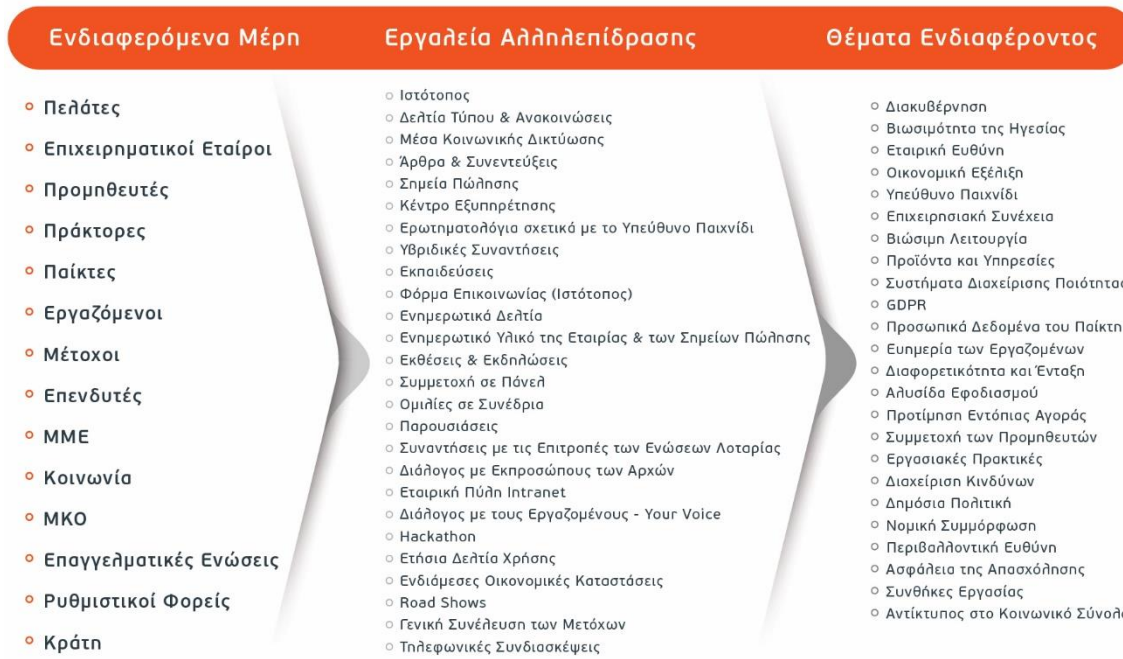 Ενδιαφερόμενα Μέρη
Πελάτες
Επιχειρηματικοί Εταίροι
Προμηθευτές
Πράκτορες
Παίκτες
Εργαζόμενοι
Μέτοχοι
Επενδυτές
ΜΜΕ
Κοινωνία
ΜΚΟ
Επαγγελματικές Ενώσεις
Ρυθμιστικοί Φορείς
Κράτη
Εργαλεία Αλληλεπίδρασης
Ιστότοπος
Δελτία Τύπου & Ανακοινώσεις
Μέσα Κοινωνικής Δικτύωσης
Άρθρα & Συνεντεύξεις
Σημεία Πώλησης
Κέντρο Εξυπηρέτησης
Ερωτηματολόγια σχετικά με το Υπεύθυνο Παιχνίδι
Υβριδικές Συναντήσεις
Εκπαιδεύσεις
Φόρμα Επικοινωνίας (Ιστότοπος)
Ενημερωτικά Δελτία
Ενημερωτικό Υλικό της Εταιρίας & των Σημείων Πώλησης
Εκθέσεις & Εκδηλώσεις
Συμμετοχή σε Πάνελ
Ομιλίες σε Συνέδρια
Παρουσιάσεις
Συναντήσεις με τις Επιτροπές των Ενώσεων Λοταρίας
Διάλογος με Εκπροσώπους των Αρχών
Εταιρική Πύλη Intranet
Διάλογος με τους Εργαζομένους - Your Voice
Hackathon
Ετήσια Δελτία Χρήσης
Ενδιάμεσες Οικονομικές Καταστάσεις
Road Shows
Γενική Συνέλευση των Μετόχων
Τηλεφωνικές Συνδιασκέψεις
Θέματα Ενδιαφέροντος
Διακυβέρνηση
Βιωσιμότητα της Ηγεσίας
Εταιρική Ευθύνη
Οικονομική Εξέλιξη
Υπεύθυνο Παιχνίδι
Επιχειρησιακή Συνέχεια
Βιώσιμη Λειτουργία
Προϊόντα και Υπηρεσίες
Συστήματα Διαχείρισης Ποιότητας
GDPR
Προσωπικά Δεδομένα του Παίκτη
Ευημερία των Εργαζομένων
Διαφορετικότητα και Ένταξη
Αλυσίδα Εφοδιασμού
Προτίμηση Εντόπιας Αγοράς
Συμμετοχή των Προμηθευτών
Εργασιακές Πρακτικές
Διαχείριση Κινδύνων
Δημόσια Πολιτική
Νομική Συμμόρφωση
Περιβαλλοντική Ευθύνη
Ασφάλεια της Απασχόλησης
Συνθήκες Εργασίας
Αντίκτυπος στο Κοινωνικό Σύνολο